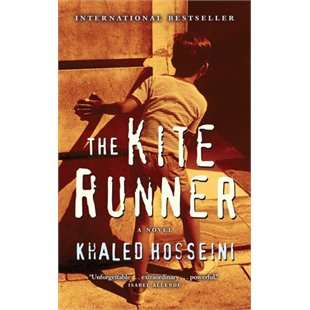 INTERNATIONAL BESTSELLER
THE KITE
RUNNER
A NOVEL
KHALED HOSSEINI
"Unforgettable . . . extraordinary . . . powerful."
ISABEL ALLENDE